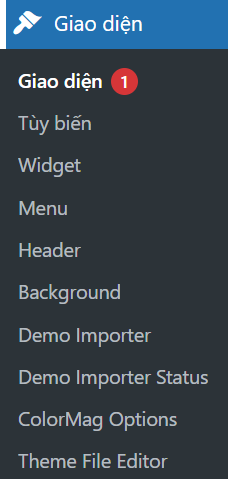 Giao diện
Giao diện 1
Tùy biến
Widget
Menu
Header
Background
Demo Importer
Demo Importer Status
ColorMag Options
Theme File Editor